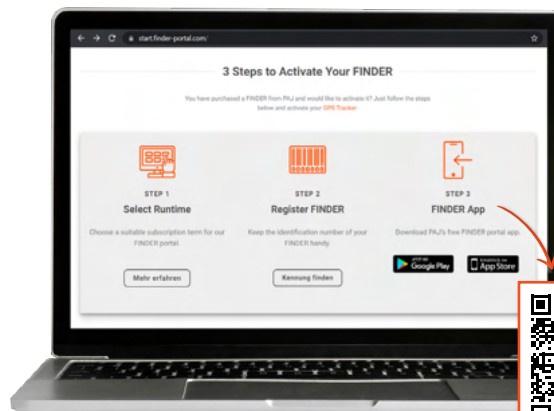 start.finder-portal.com/
3 Steps to Activate Your FINDER
You have purchased a FINDER from PAJ and would like to activate it? Just follow the steps
below and activate your GPS Tracker.
STEP 1
Select Runtime
Choose a suitable subscription term for our
FINDER portal.
Mehr erfahren
STEP 2
Register FINDER
Keep the identification number of your
FINDER handy.
Kennung finden
STEP 3
FINDER App
Download PAJ's free FINDER portal app.
Google Play
App Store